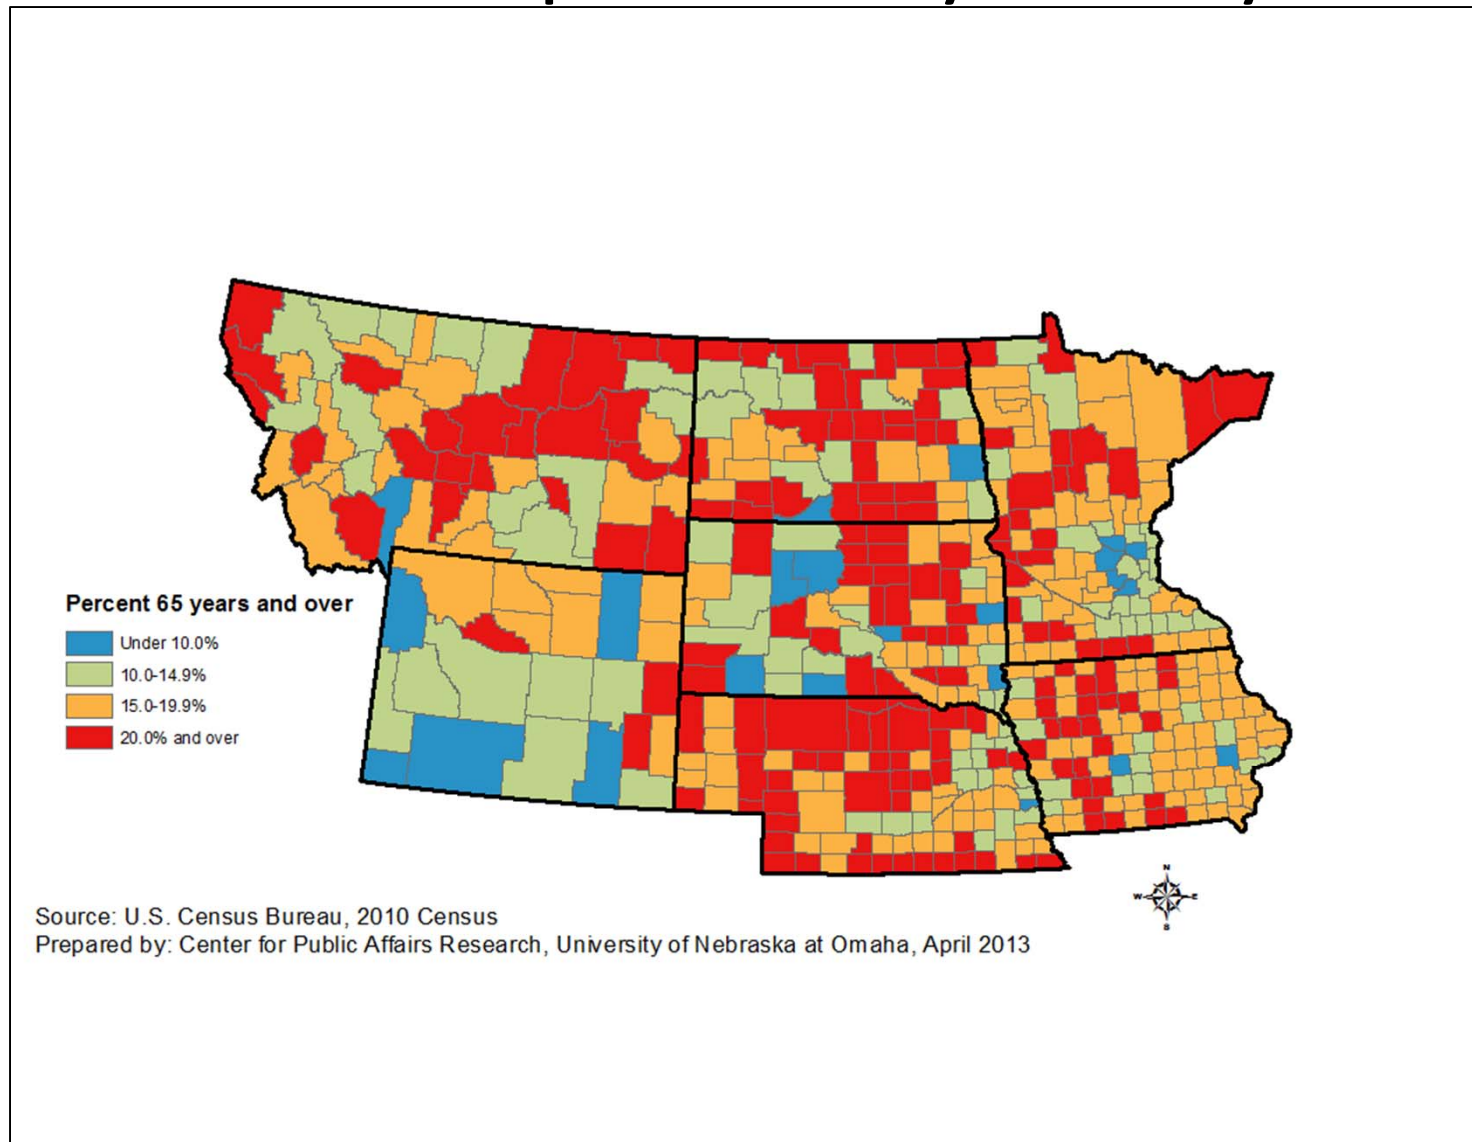 Percent 65 years and over
Under 10.0%
10.0-14.9%
15.0-19.9%
20.0% and over
N
W E
S
Source: U.S. Census Bureau, 2010 Census
Prepared by: Center for Public Affairs Research, University of Nebraska at Omaha, April 2013